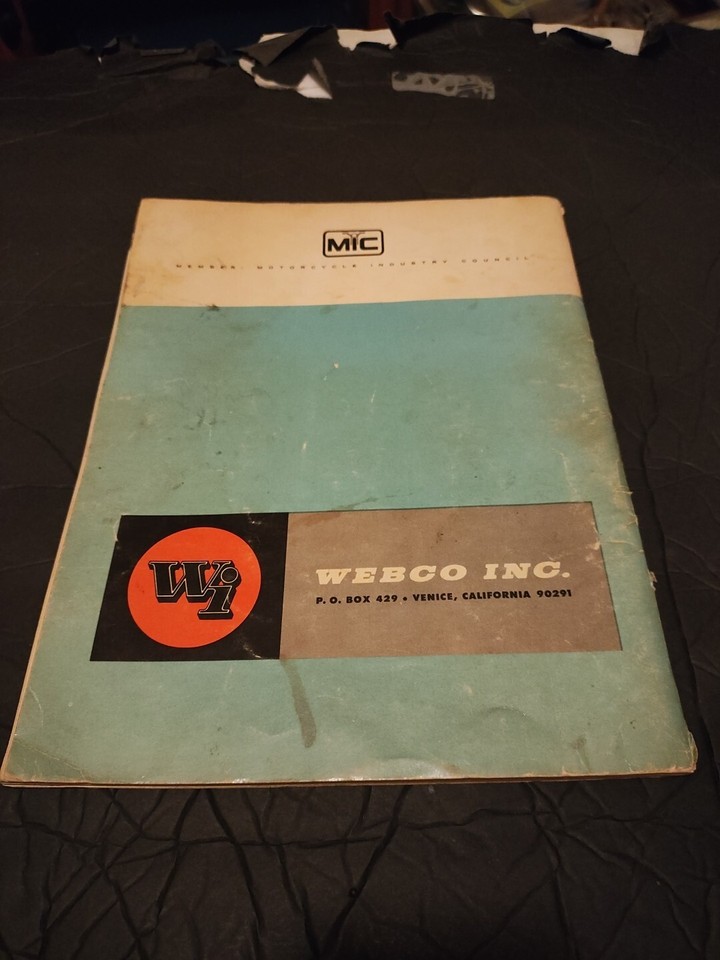 MIC
MEMBER: MOTORCYCLE INDUSTRY COUNCIL
Wi
WEBCO INC.
P. O. BOX 429 • VENICE, CALIFORNIA 90291